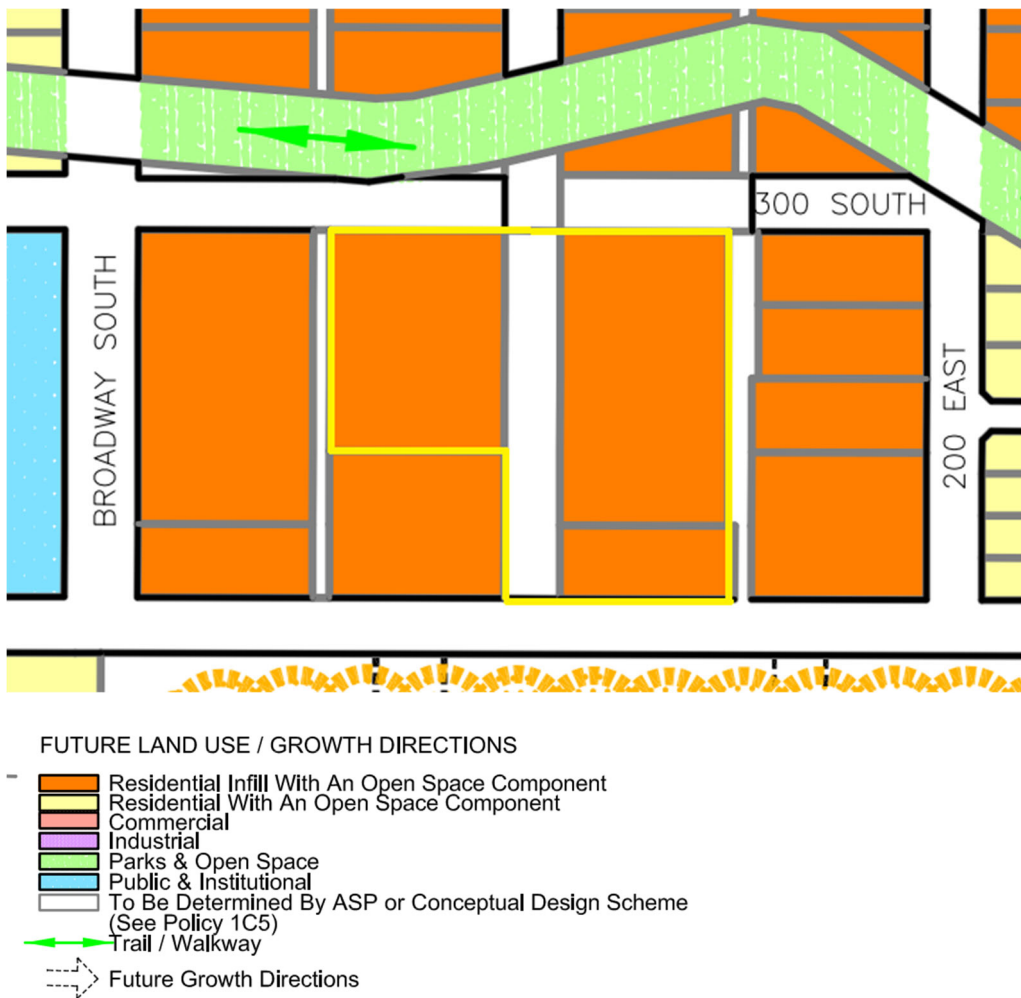 300 SOUTH
BROADWAY SOUTH
200 EAST
FUTURE LAND USE / GROWTH DIRECTIONS
Residential Infill With An Open Space Component
Residential With An Open Space Component
Commercial
Industrial
Parks & Open Space
Public & Institutional
To Be Determined By ASP or Conceptual Design Scheme
(See Policy 1C5)
Trail / Walkway
Future Growth Directions